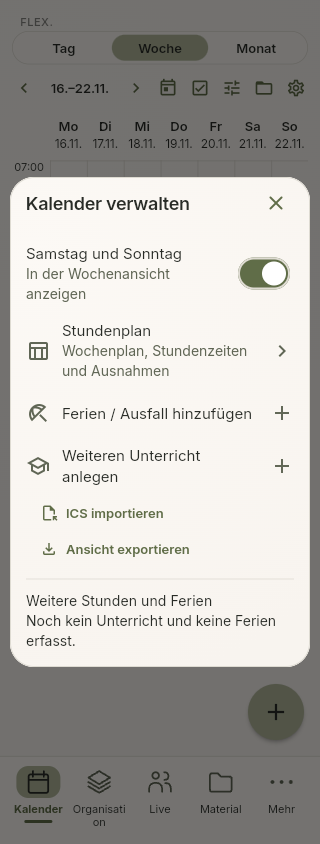 FLEX.
Tag Woche Monat
16.–22.11.
Mo Di Mi Do Fr Sa So
16.11. 17.11. 18.11. 19.11. 20.11. 21.11. 22.11.
07:00
Kalender verwalten
Samstag und Sonntag
In der Wochenansicht
anzeigen
Stundenplan
Wochenplan, Stundenzeiten
und Ausnahmen
Ferien / Ausfall hinzufügen
Weiteren Unterricht
anlegen
ICS importieren
Ansicht exportieren
Weitere Stunden und Ferien
Noch kein Unterricht und keine Ferien
erfasst.
Kalender Organisati Live Material Mehr
on